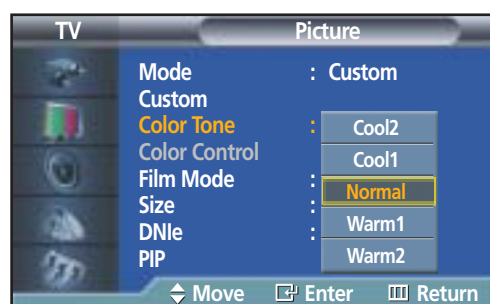 TV Picture
Mode : Custom
Custom
Color Tone : Cool2
Color Control Cool1
Film Mode : Normal
Size : Warm1
DNIe : Warm2
PIP
Move Enter Return